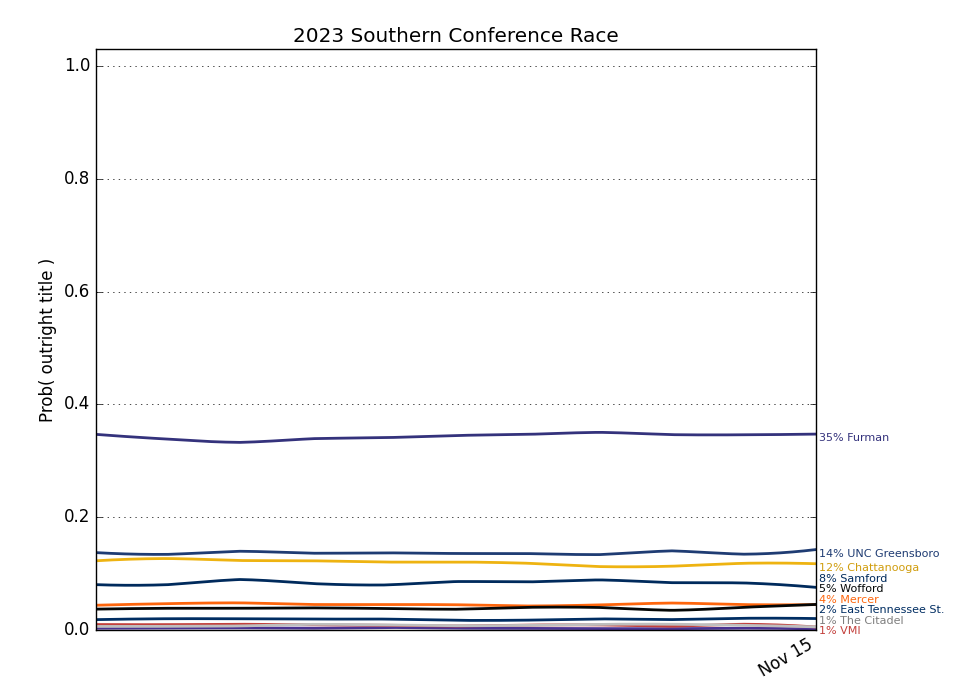 2023 Southern Conference Race
1.0
0.8
0.6
0.4
0.2
0.0
Prob( outright title )
35% Furman
14% UNC Greensboro
12% Chattanooga
8% Samford
5% Wofford
4% Mercer
2% East Tennessee St.
1% The Citadel
1% VMI
Nov 15